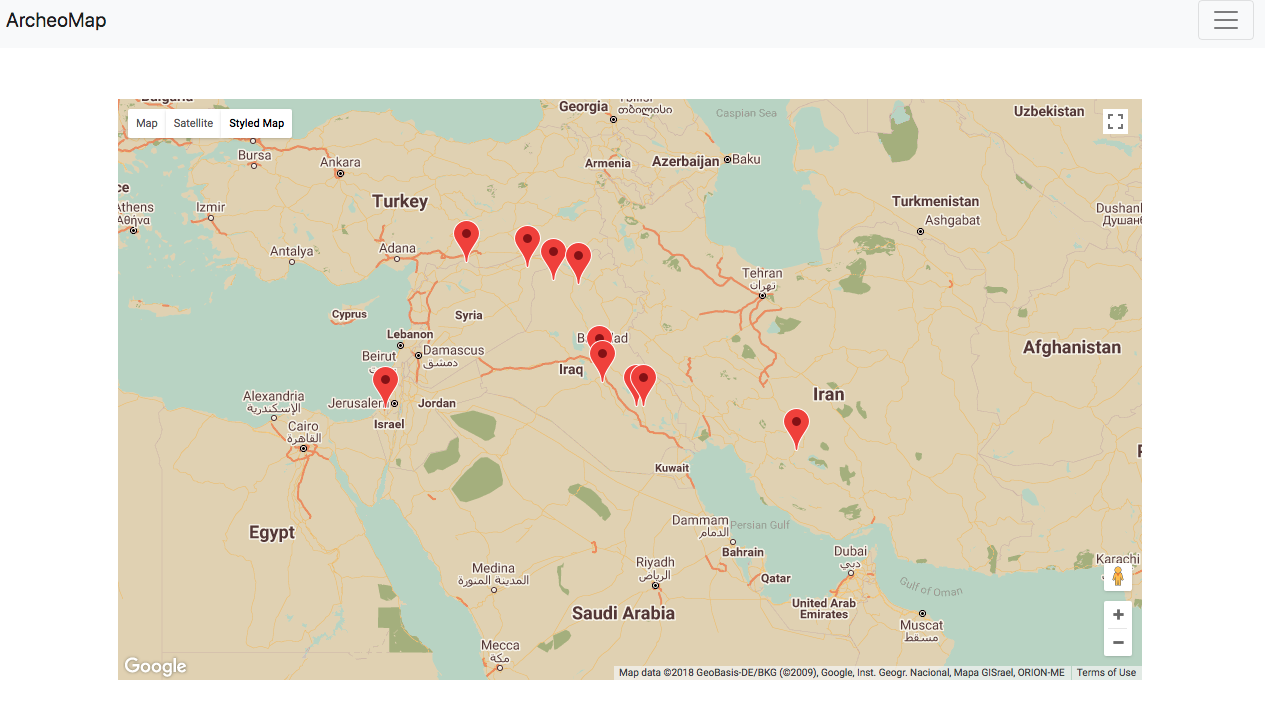 ArcheoMap
Map
Satellite
Styled Map
Georgia
თბილისი
Caspian Sea
Uzbekistan
Bursa
Ankara
Armenia
Azerbaijan
Baku
Turkey
Turkmenistan
Ashgabat
Athens
Αθήνα
Izmir
Antalya
Adana
Tehran
تهران
Cyprus
Syria
Lebanon
Beirut
Damascus
دمشق
Iraq
Afghanistan
Iran
Alexandria
الإسكندرية
Jerusalem
Jordan
Israel
Cairo
القاهرة
Kuwait
Egypt
Dammam
الدمام
Persian Gulf
Bahrain
Medina
المدينة المنورة
Riyadh
الرياض
Qatar
Dubai
دبي
Gulf of Oman
Karachi
United Arab
Emirates
Saudi Arabia
Muscat
مسقط
Mecca
مكة
Google
Map data ©2018 GeoBasis-DE/BKG (©2009), Google, Inst. Geogr. Nacional, Mapa GISrael, ORION-ME
Terms of Use